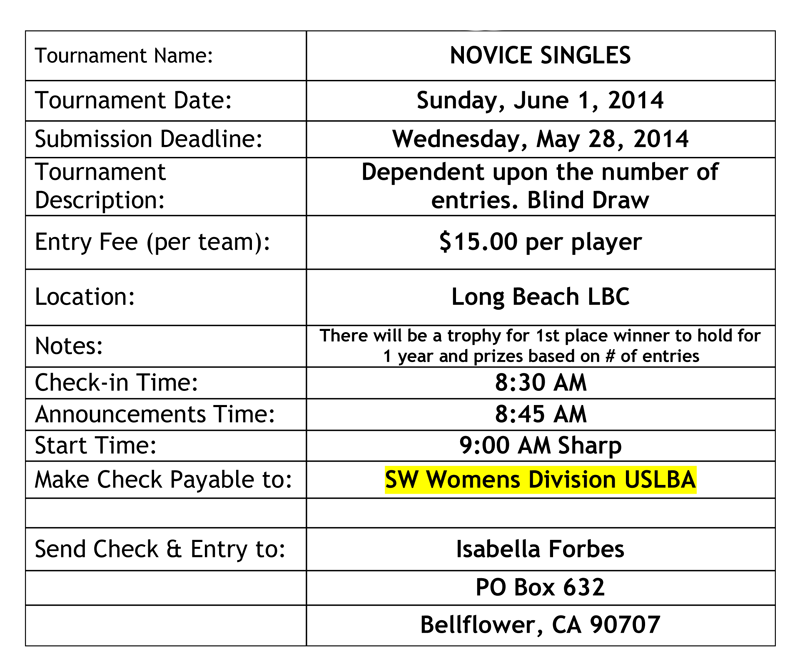 Tournament Name: NOVICE SINGLES
Tournament Date: Sunday, June 1, 2014
Submission Deadline: Wednesday, May 28, 2014
Tournament
Description:
Dependent upon the number of
entries. Blind Draw
Entry Fee (per team): $15.00 per player
Location: Long Beach LBC
Notes:
There will be a trophy for 1st place winner to hold for
1 year and prizes based on # of entries
Check-in Time: 8:30 AM
Announcements Time: 8:45 AM
Start Time: 9:00 AM Sharp
Make Check Payable to: SW Womens Division USLBA
Send Check & Entry to: Isabella Forbes
PO Box 632
Bellflower, CA 90707